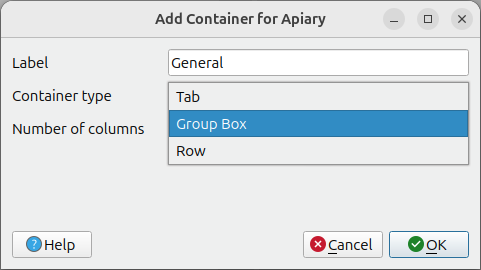 Add Container for Apiary
Label
General
Container type
Tab
Group Box
Number of columns
Row
Help
Cancel
OK